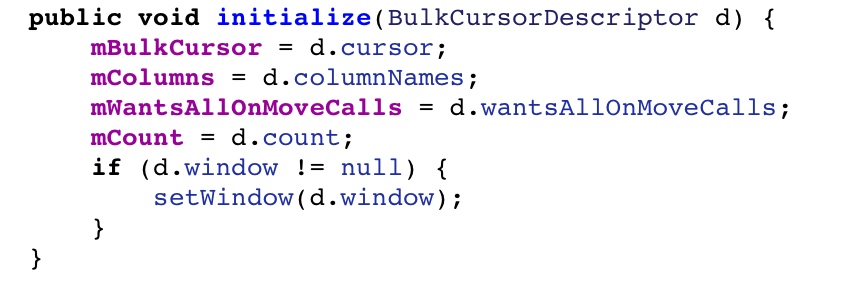 public void initialize(BulkCursorDescriptor d) {
    mBulkCursor = d.cursor;
    mColumns = d.columnNames;
    mWantsAllOnMoveCalls = d.wantsAllOnMoveCalls;
    mCount = d.count;
    if (d.window != null) {
        setWindow(d.window);
    }
}